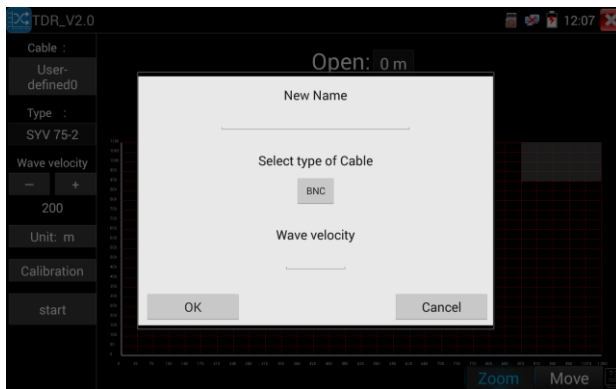 TDR_V2.0
12:07
Cable :
User-
defined0
Type :
SYV 75-2
Wave velocity
− +
200
Unit: m
Calibration
start
Open: 0 m
New Name
Select type of Cable
BNC
Wave velocity
OK Cancel
Zoom Move